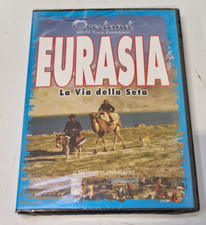 Overland
World Truck Expedition
EURASIA
La Via della Seta